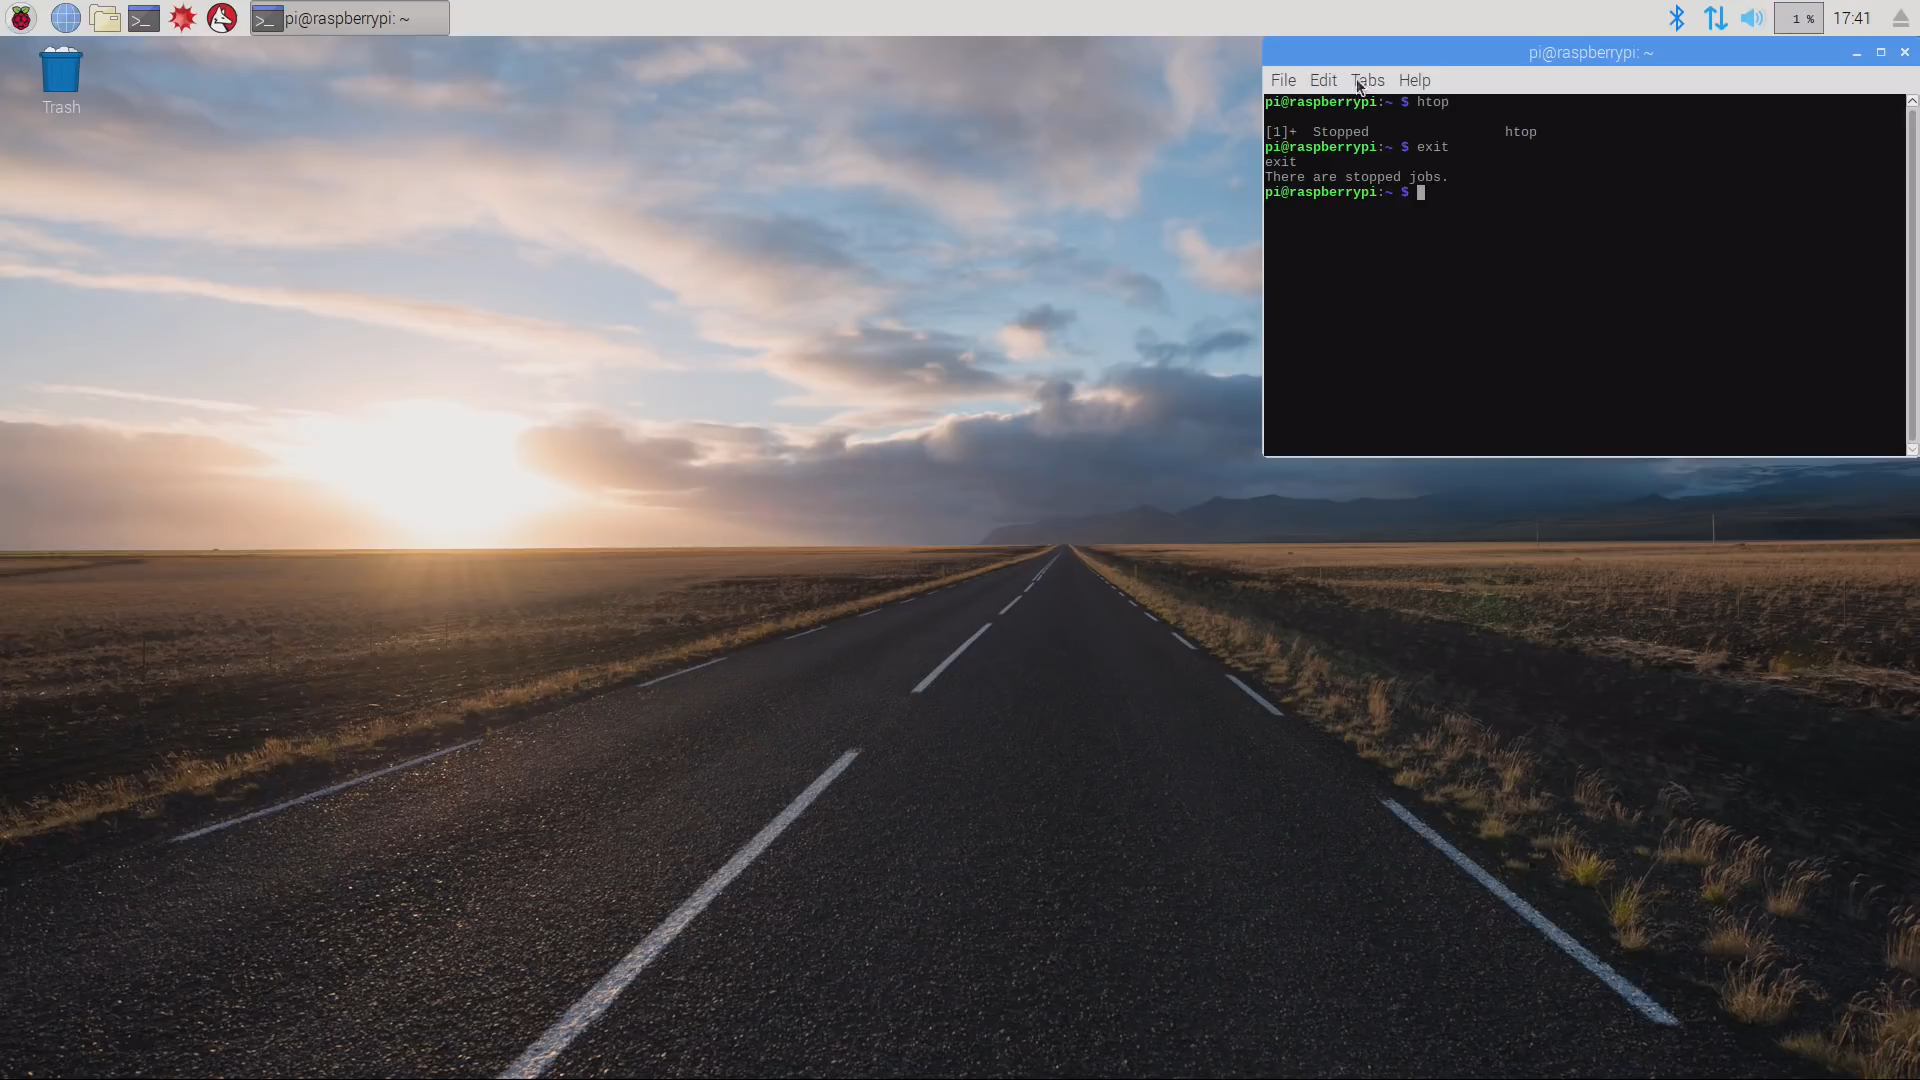 pi@raspberrypi: ~
1 %
17:41
Trash
pi@raspberrypi: ~
File Edit Tabs Help
pi@raspberrypi:~ $ htop
[1]+  Stopped                 htop
pi@raspberrypi:~ $ exit
exit
There are stopped jobs.
pi@raspberrypi:~ $